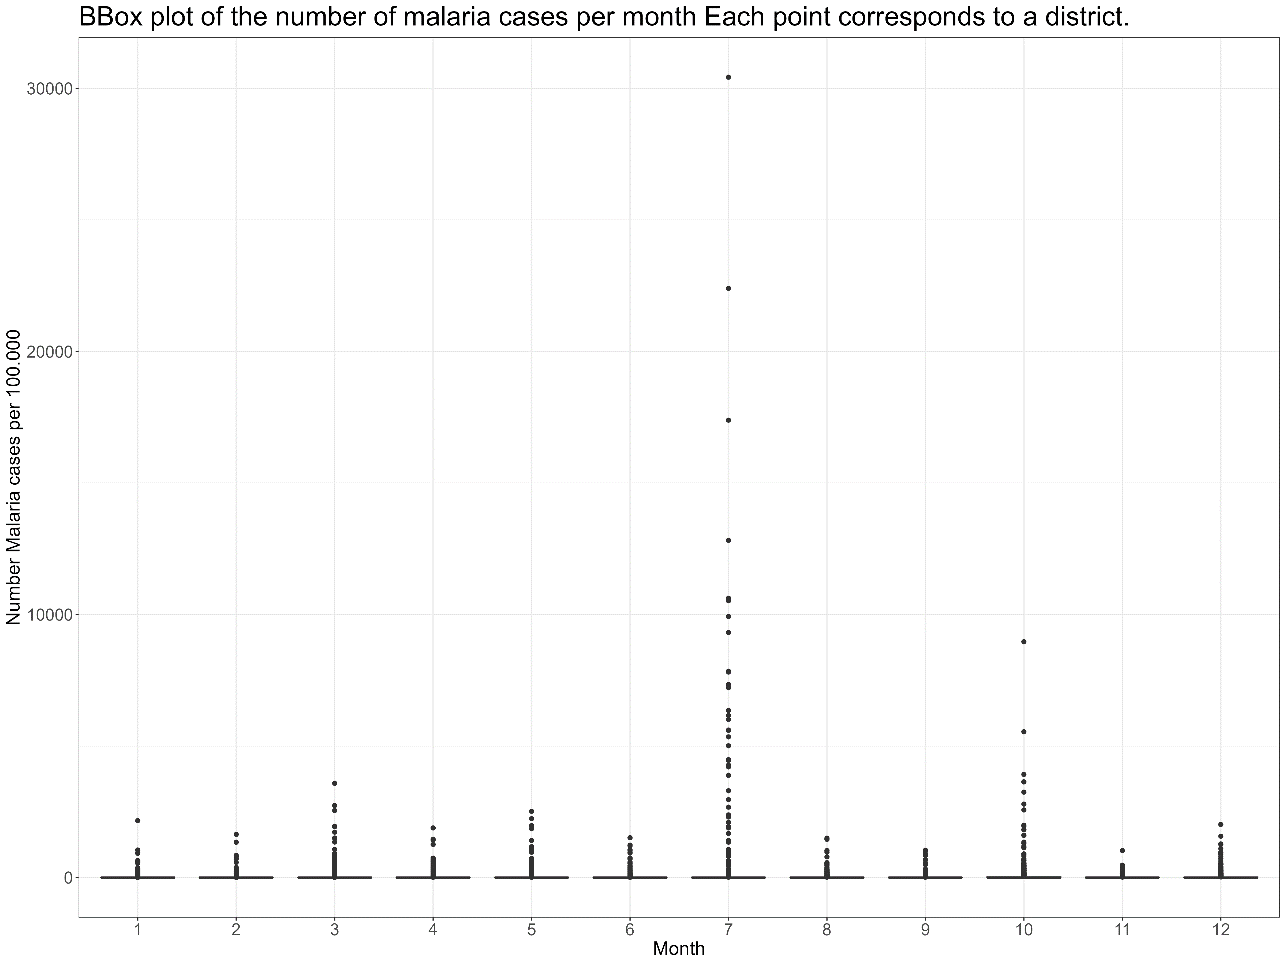 BBox plot of the number of malaria cases per month Each point corresponds to a district.
Number Malaria cases per 100.000
30000
20000
10000
0
1 2 3 4 5 6 7 8 9 10 11 12
Month